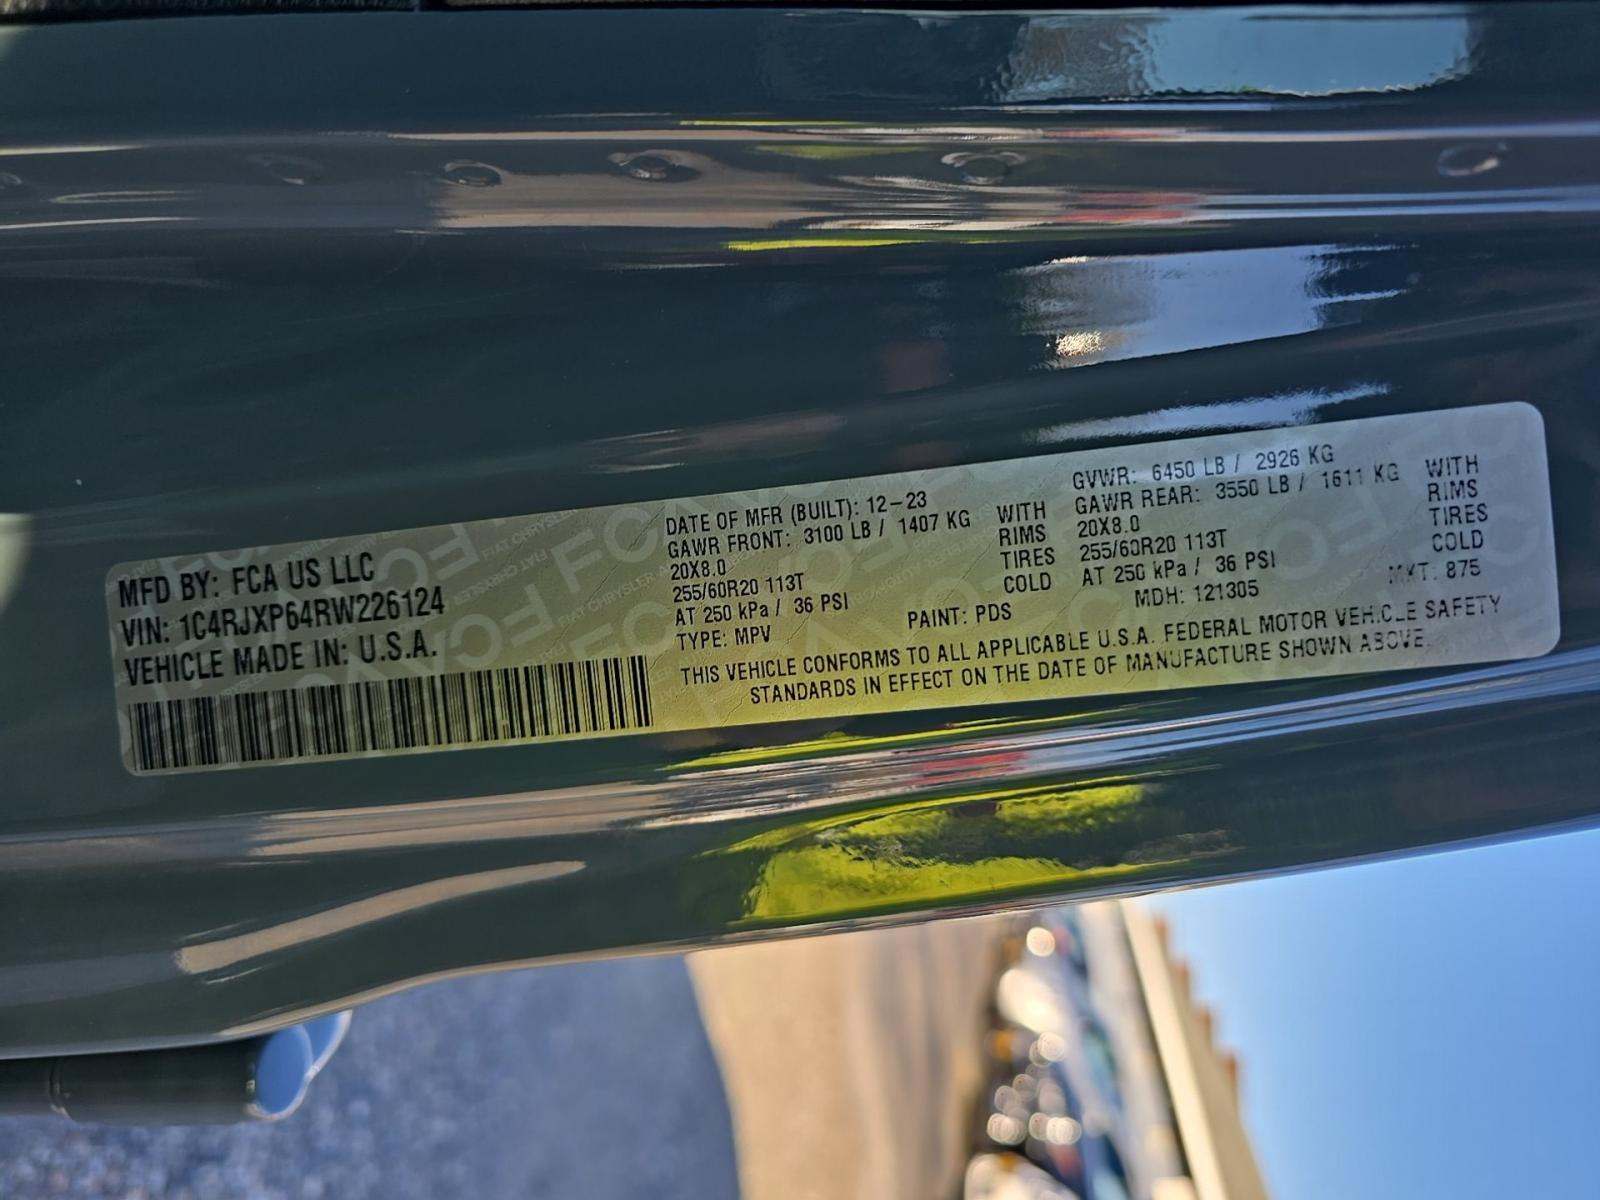 MFD BY: FCA US LLC
VIN: 1C4RJXP64RW226124
VEHICLE MADE IN: U.S.A.
DATE OF MFR (BUILT): 12-23
GAWR FRONT: 3100 LB / 1407 KG WITH
20X8.0 RIMS
255/60R20 113T TIRES
AT 250 kPa / 36 PSI COLD
TYPE: MPV PAINT: PDS
GVWR: 6450 LB / 2926 KG
GAWR REAR: 3550 LB / 1611 KG WITH
20X8.0 RIMS
255/60R20 113T TIRES
AT 250 kPa / 36 PSI COLD
MDH: 121305 MXT: 875
THIS VEHICLE CONFORMS TO ALL APPLICABLE U.S.A. FEDERAL MOTOR VEHICLE SAFETY
STANDARDS IN EFFECT ON THE DATE OF MANUFACTURE SHOWN ABOVE.